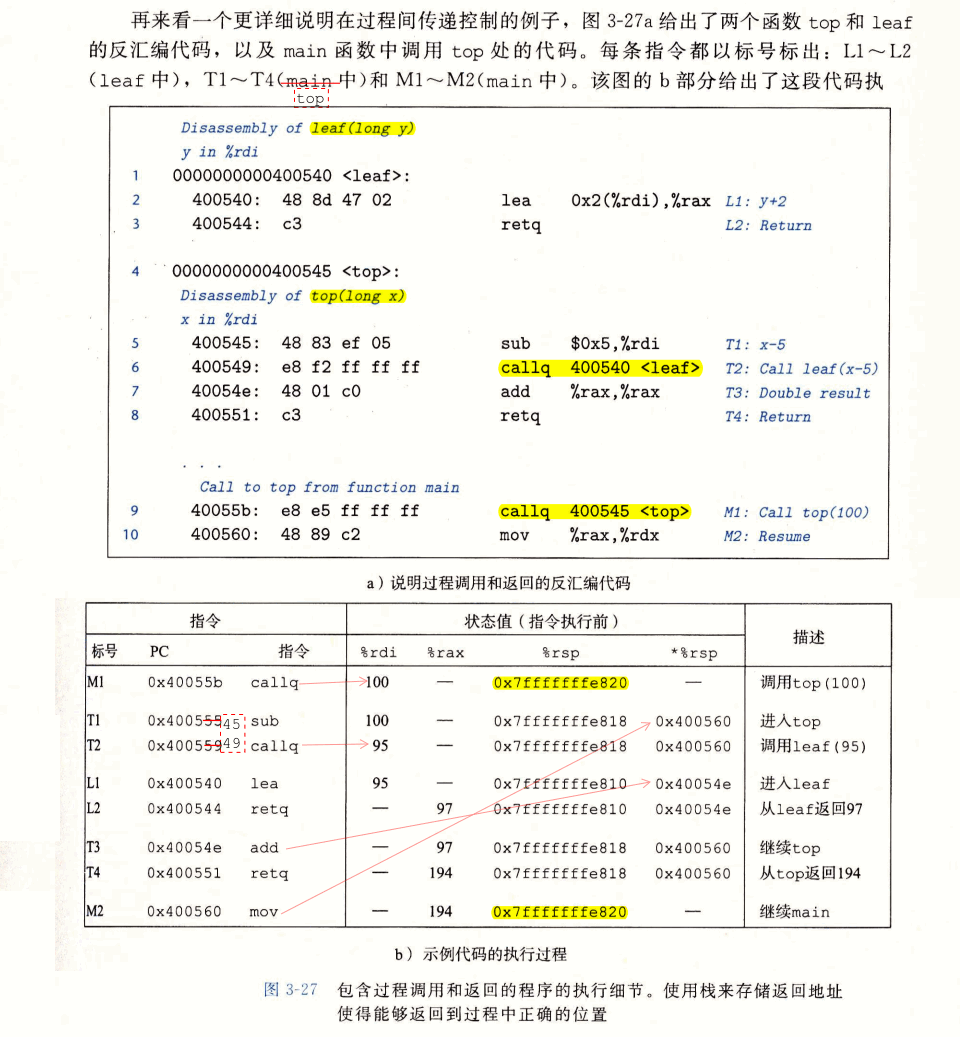 再来看一个更详细说明在过程间传递控制的例子，图 3-27a 给出了两个函数 top 和 leaf
的反汇编代码，以及 main 函数中调用 top 处的代码。每条指令都以标号标出：L1～L2
（leaf 中），T1～T4(main 中)和 M1～M2(main 中)。该图的 b 部分给出了这段代码执
top
Disassembly of leaf(long y)
y in %rdi
1 0000000000400540 <leaf>:
2 400540: 48 8d 47 02 lea 0x2(%rdi),%rax L1: y+2
3 400544: c3 retq L2: Return
4 0000000000400545 <top>:
Disassembly of top(long x)
x in %rdi
5 400545: 48 83 ef 05 sub $0x5,%rdi T1: x-5
6 400549: e8 f2 ff ff ff callq 400540 <leaf> T2: Call leaf(x-5)
7 40054e: 48 01 c0 add %rax,%rax T3: Double result
8 400551: c3 retq T4: Return
. . .
Call to top from function main
9 40055b: e8 e5 ff ff ff callq 400545 <top> M1: Call top(100)
10 400560: 48 89 c2 mov %rax,%rdx M2: Resume
a）说明过程调用和返回的反汇编代码
指令 状态值（指令执行前） 描述
标号 PC 指令 %rdi %rax %rsp *%rsp
M1 0x40055b callq 100 — 0x7fffffffe820 — 调用top(100)
T1 0x400555 45 sub 100 — 0x7fffffffe818 0x400560 进入top
T2 0x400559 49 callq 95 — 0x7fffffffe818 0x400560 调用leaf(95)
L1 0x400540 lea 95 — 0x7fffffffe810 0x40054e 进入leaf
L2 0x400544 retq — 97 0x7fffffffe810 0x40054e 从leaf返回97
T3 0x40054e add — 97 0x7fffffffe818 0x400560 继续top
T4 0x400551 retq — 194 0x7fffffffe818 0x400560 从top返回194
M2 0x400560 mov — 194 0x7fffffffe820 — 继续main
b）示例代码的执行过程
图 3-27 包含过程调用和返回的程序的执行细节。使用栈来存储返回地址
使得能够返回到过程中正确的位置